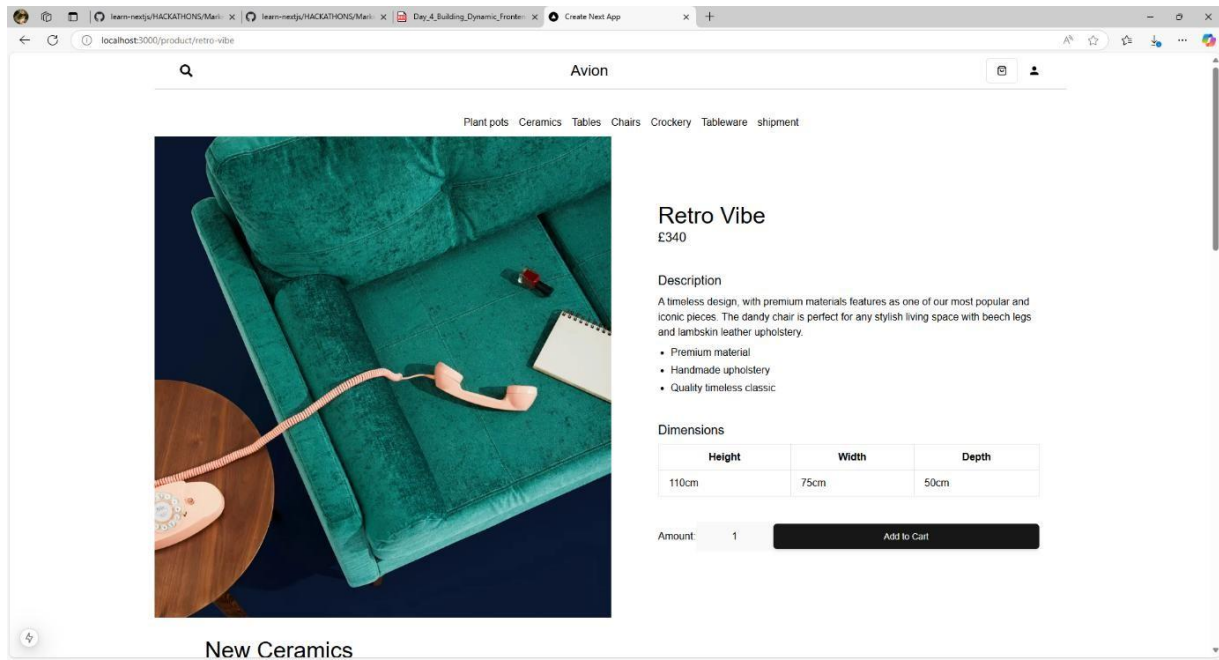 learn-nextjs/HACKATHONS/Mark
learn-nextjs/HACKATHONS/Mark
Day_4_Building_Dynamic_Fronten
Create Next App
localhost:3000/product/retro-vibe
Avion
Plant pots Ceramics Tables Chairs Crockery Tableware shipment
Retro Vibe
£340
Description
A timeless design, with premium materials features as one of our most popular and
iconic pieces. The dandy chair is perfect for any stylish living space with beech legs
and lambskin leather upholstery.
• Premium material
• Handmade upholstery
• Quality timeless classic
Dimensions
Height Width Depth
110cm 75cm 50cm
Amount: 1 Add to Cart
New Ceramics